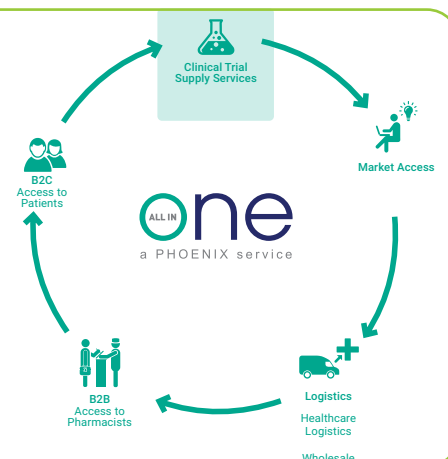 Clinical Trial
Supply Services
Market Access
B2C
Access to
Patients
ALL IN
one
a PHOENIX service
B2B
Access to
Pharmacists
Logistics
Healthcare
Logistics
Wholesale